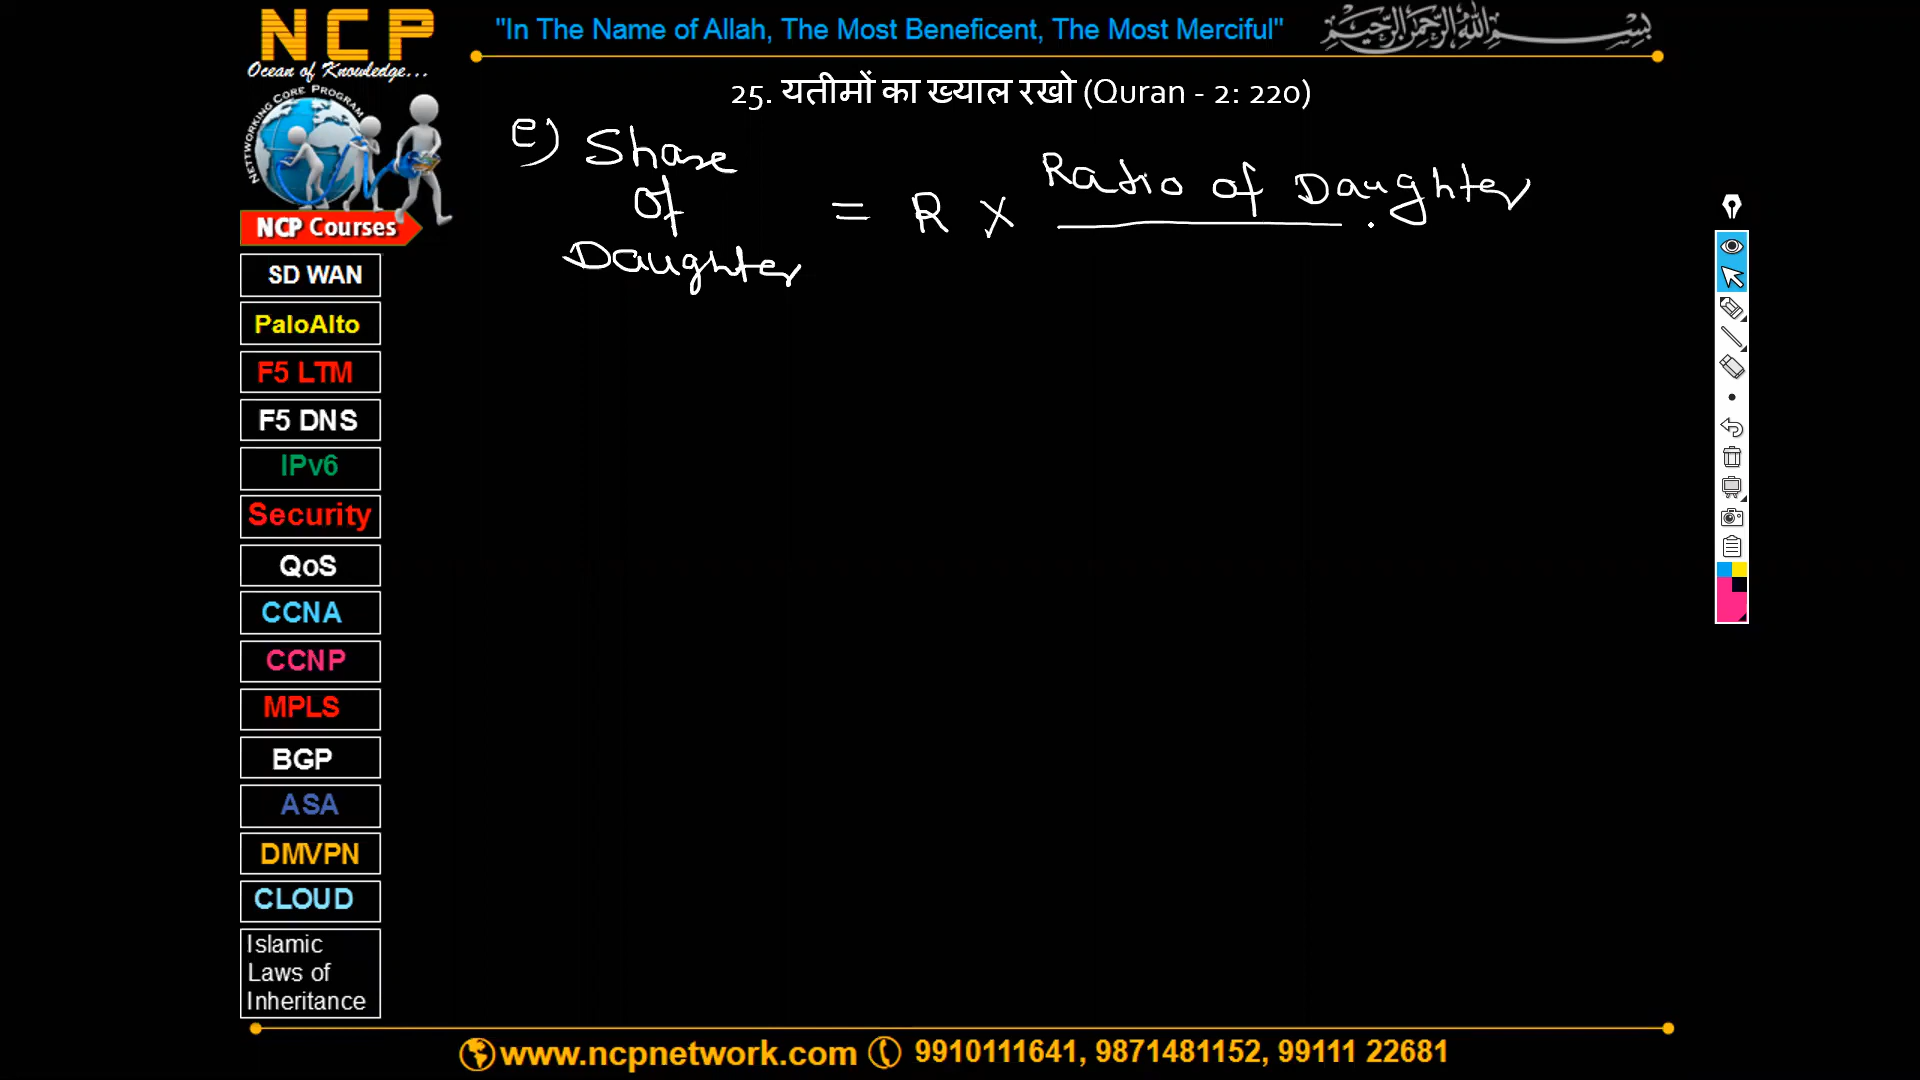 NCP
Ocean of Knowledge...
NETTWORKING CORE PROGRAM
NCP Courses
SD WAN
PaloAlto
F5 LTM
F5 DNS
IPv6
Security
QoS
CCNA
CCNP
MPLS
BGP
ASA
DMVPN
CLOUD
Islamic
Laws of
Inheritance
"In The Name of Allah, The Most Beneficent, The Most Merciful"
بسم الله الرحمن الرحيم
25. यतीमों का ख्याल रखो (Quran - 2: 220)
e) Share
of
Daughter
= R × Ratio of Daughter
www.ncpnetwork.com 9910111641, 9871481152, 99111 22681